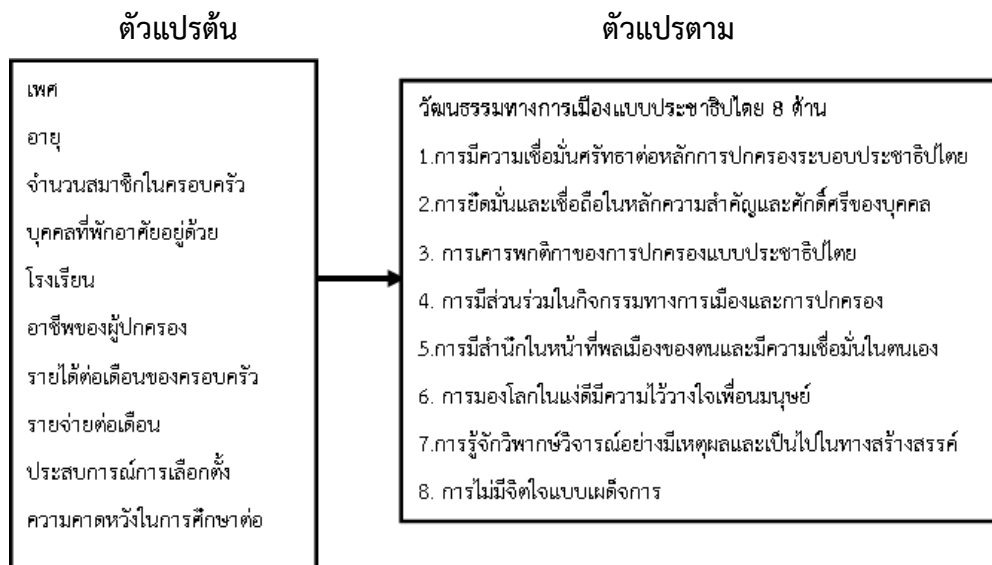 ตัวแปรต้น
ตัวแปรตาม
เพศ
อายุ
จำนวนสมาชิกในครอบครัว
บุคคลที่พักอาศัยอยู่ด้วย
โรงเรียน
อาชีพของผู้ปกครอง
รายได้ต่อเดือนของครอบครัว
รายจ่ายต่อเดือน
ประสบการณ์การเลือกตั้ง
ความคาดหวังในการศึกษาต่อ
วัฒนธรรมทางการเมืองแบบประชาธิปไตย 8 ด้าน
1.การมีความเชื่อมั่นศรัทธาต่อหลักการปกครองระบอบประชาธิปไตย
2.การยึดมั่นและเชื่อถือในหลักความสำคัญและศักดิ์ศรีของบุคคล
3. การเคารพกติกาของการปกครองแบบประชาธิปไตย
4. การมีส่วนร่วมในกิจกรรมทางการเมืองและการปกครอง
5.การมีสำนึกในหน้าที่พลเมืองของตนและมีความเชื่อมั่นในตนเอง
6. การมองโลกในแง่ดีมีความไว้วางใจเพื่อนมนุษย์
7.การรู้จักวิพากษ์วิจารณ์อย่างมีเหตุผลและเป็นไปในทางสร้างสรรค์
8. การไม่มีจิตใจแบบเผด็จการ